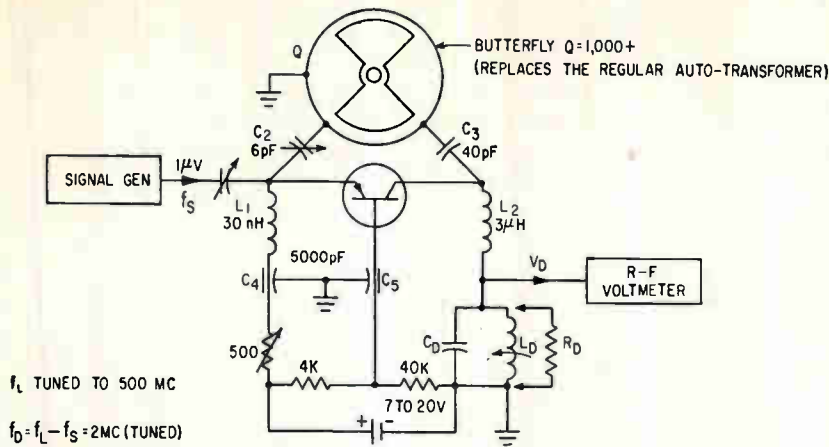 Q
BUTTERFLY Q=1,000+
(REPLACES THE REGULAR AUTO-TRANSFORMER)
C2
6pF
C3
40pF
SIGNAL GEN
1μV
fS
L1
30 nH
L2
3μH
5000pF
C4
C5
VD
R-F
VOLTMETER
CD
LD
RD
500
4K
40K
7 TO 20V
+ -
fL TUNED TO 500 MC
fD = fL - fS = 2MC (TUNED)